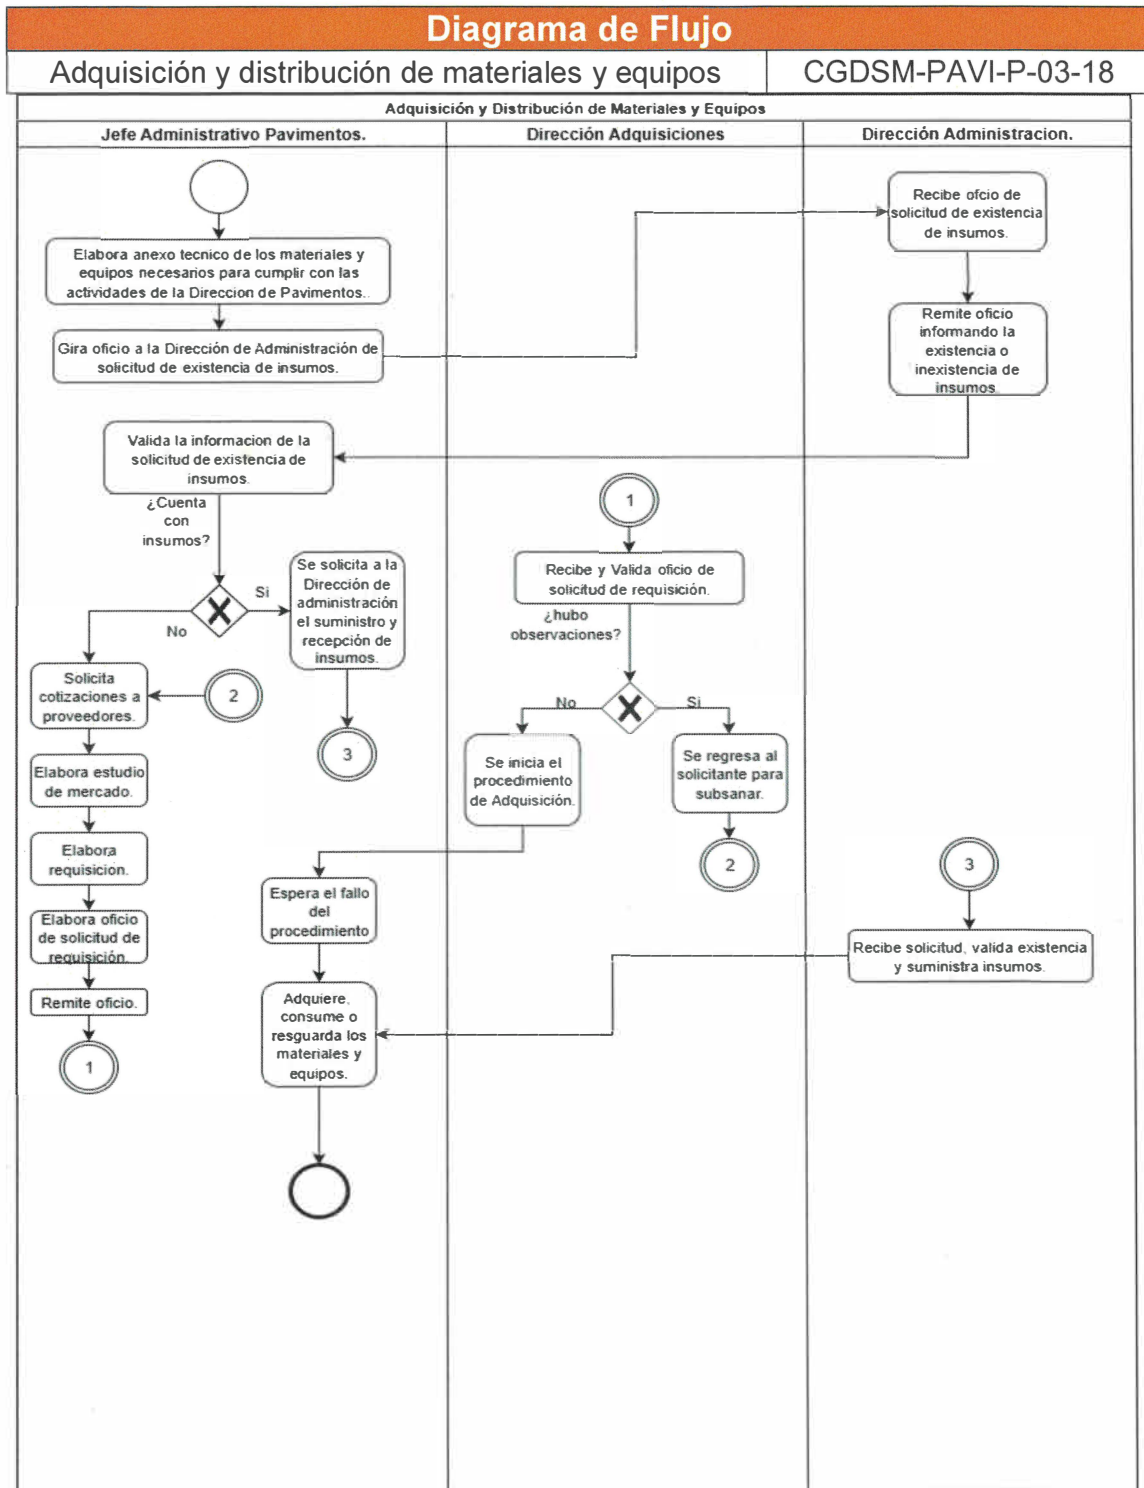 Diagrama de Flujo
Adquisición y distribución de materiales y equipos
CGDSM-PAVI-P-03-18
Adquisición y Distribución de Materiales y Equipos
Jefe Administrativo Pavimentos.
Dirección Adquisiciones
Dirección Administracion.
Elabora anexo tecnico de los materiales y
equipos necesarios para cumplir con las
actividades de la Direccion de Pavimentos.
Gira oficio a la Dirección de Administración de
solicitud de existencia de insumos.
Recibe ofcio de
solicitud de existencia
de insumos.
Remite oficio
informando la
existencia o
inexistencia de
insumos.
Valida la informacion de la
solicitud de existencia de
insumos.
¿Cuenta
con
insumos?
Si
No
Se solicita a la
Dirección de
administración
el suministro y
recepción de
insumos.
3
Solicita
cotizaciones a
proveedores.
2
Elabora estudio
de mercado.
Elabora
requisicion.
Elabora oficio
de solicitud de
requisición.
Remite oficio.
1
1
Recibe y Valida oficio de
solicitud de requisición.
¿hubo
observaciones?
No
Si
Se inicia el
procedimiento
de Adquisición.
Se regresa al
solicitante para
subsanar.
2
Espera el fallo
del
procedimiento
Adquiere,
consume o
resguarda los
materiales y
equipos.
3
Recibe solicitud, valida existencia
y suministra insumos.